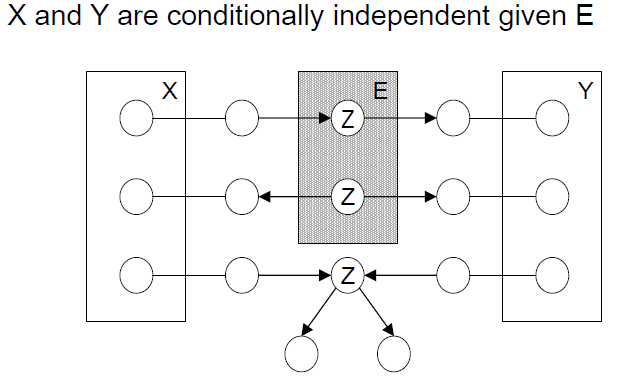 X and Y are conditionally independent given E
X E Y
Z
Z
Z